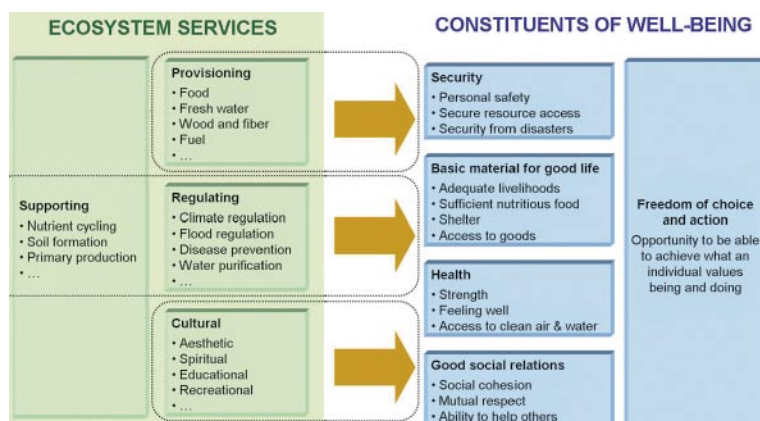 ECOSYSTEM SERVICES
Supporting
• Nutrient cycling
• Soil formation
• Primary production
• ...
Provisioning
• Food
• Fresh water
• Wood and fiber
• Fuel
• ...
Regulating
• Climate regulation
• Flood regulation
• Disease prevention
• Water purification
• ...
Cultural
• Aesthetic
• Spiritual
• Educational
• Recreational
• ...
CONSTITUENTS OF WELL-BEING
Security
• Personal safety
• Secure resource access
• Security from disasters
Basic material for good life
• Adequate livelihoods
• Sufficient nutritious food
• Shelter
• Access to goods
Health
• Strength
• Feeling well
• Access to clean air & water
Good social relations
• Social cohesion
• Mutual respect
• Ability to help others
Freedom of choice
and action
Opportunity to be able
to achieve what an
individual values
being and doing